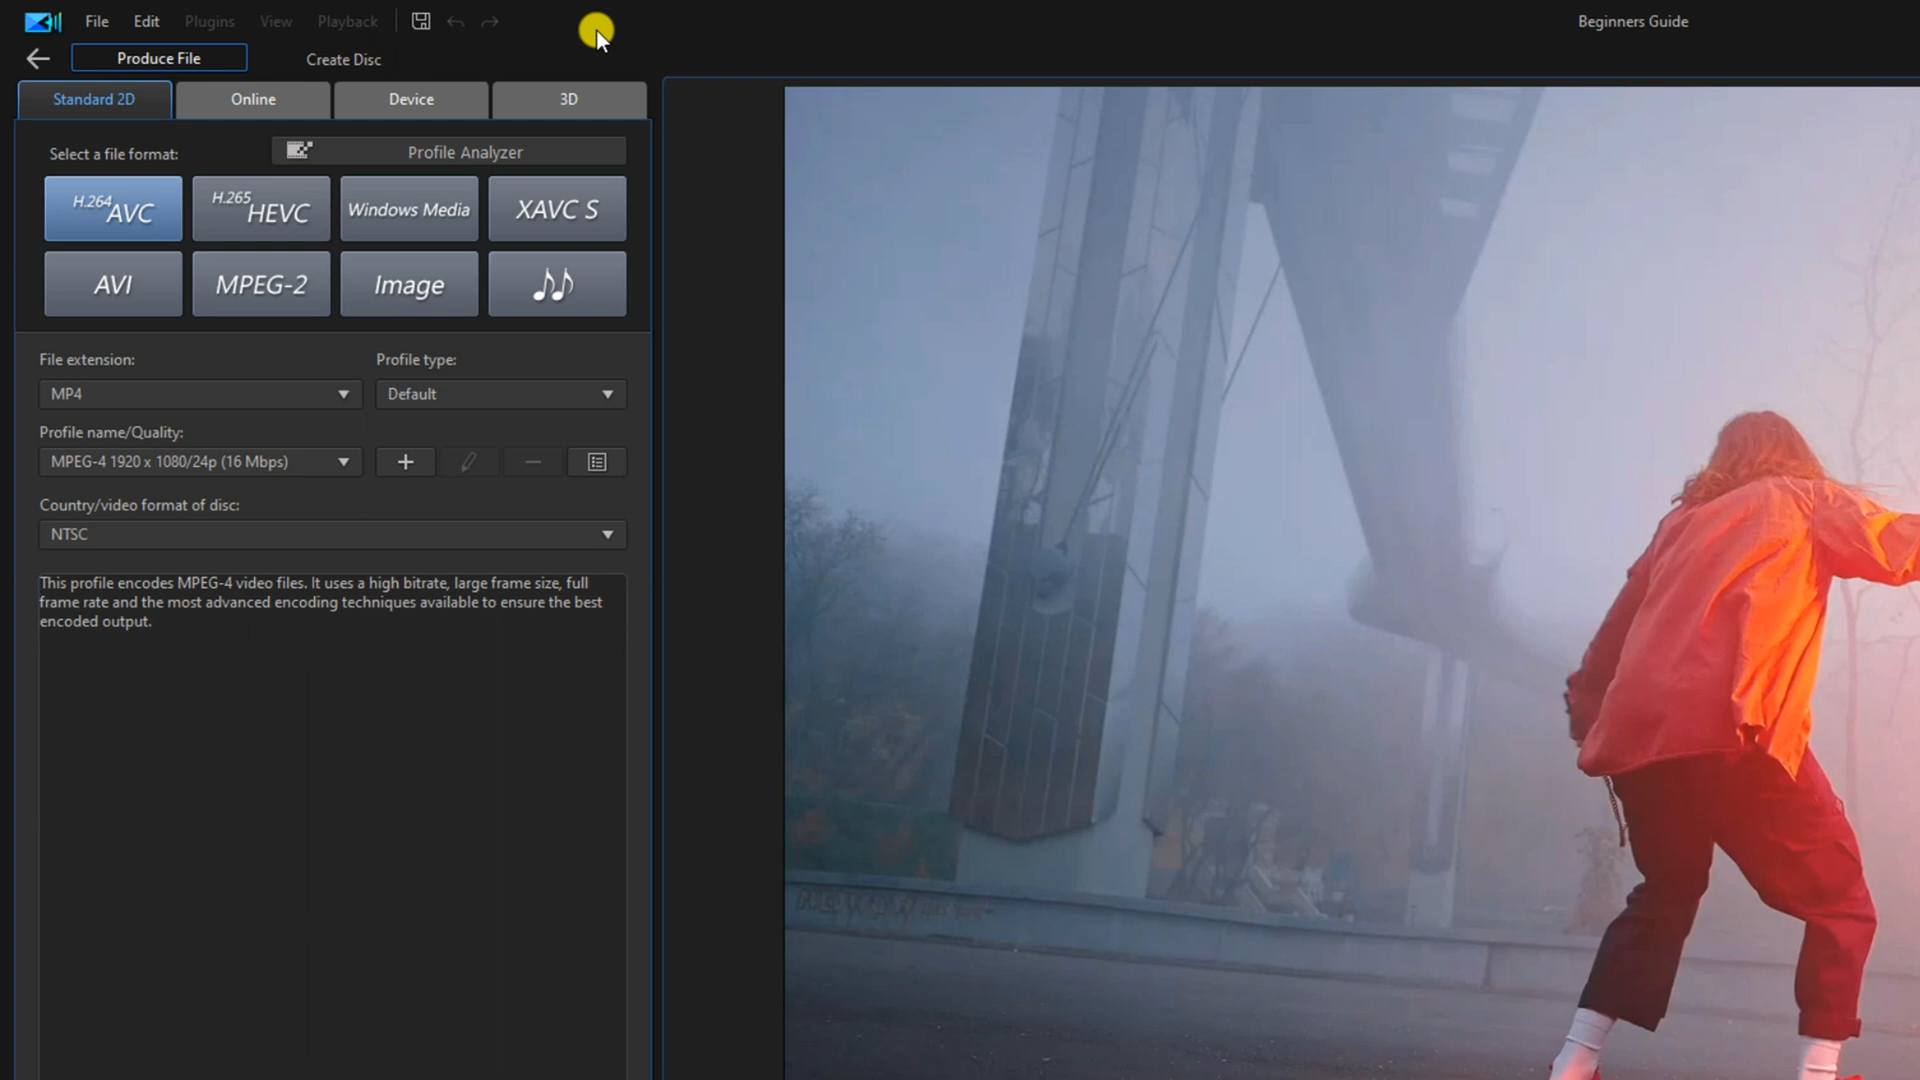 File Edit Plugins View Playback
Beginners Guide
Produce File Create Disc
Standard 2D Online Device 3D
Select a file format: Profile Analyzer
H.264 AVC H.265 HEVC Windows Media XAVC S
AVI MPEG-2 Image
File extension: Profile type:
MP4 Default
Profile name/Quality:
MPEG-4 1920 x 1080/24p (16 Mbps)
Country/video format of disc:
NTSC
This profile encodes MPEG-4 video files. It uses a high bitrate, large frame size, full
frame rate and the most advanced encoding techniques available to ensure the best
encoded output.